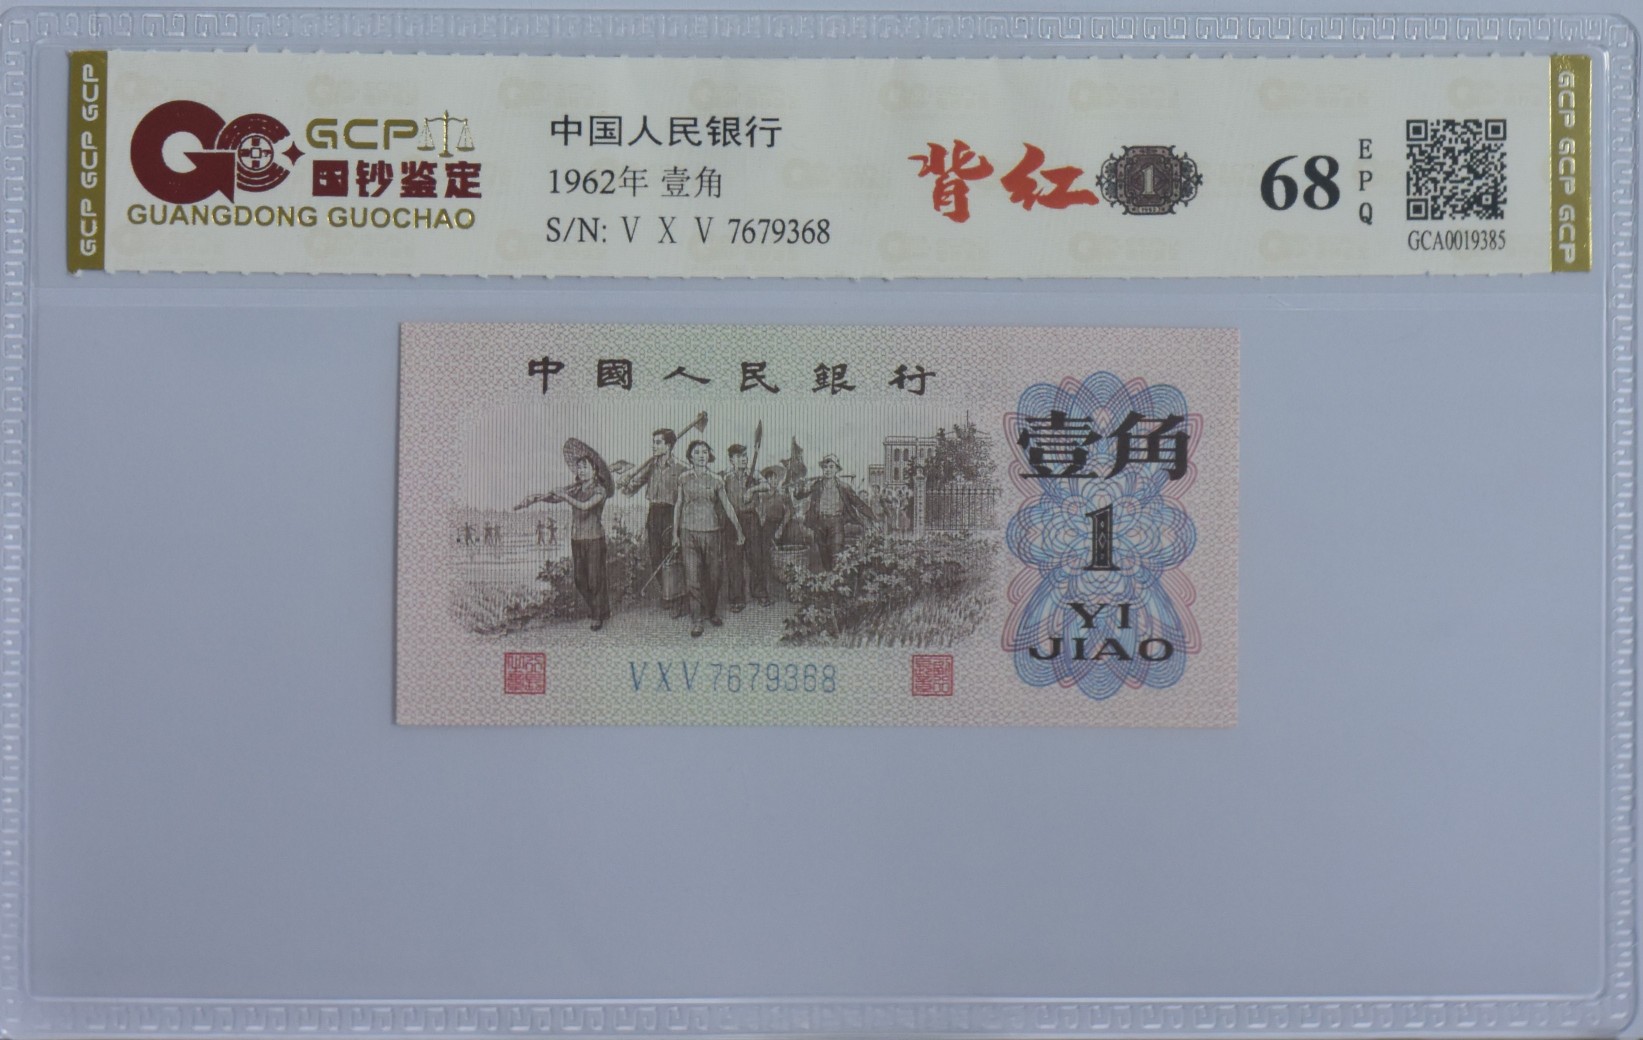 GCP GCP GCP
GCP
国钞鉴定
GUANGDONG GUOCHAO
中国人民银行
1962年 壹角
S/N: V X V 7679368
背红
1
68
EPQ
GCA0019385
GCP GCP GCP
中國人民銀行
壹角
1
YI
JIAO
VXV7679368